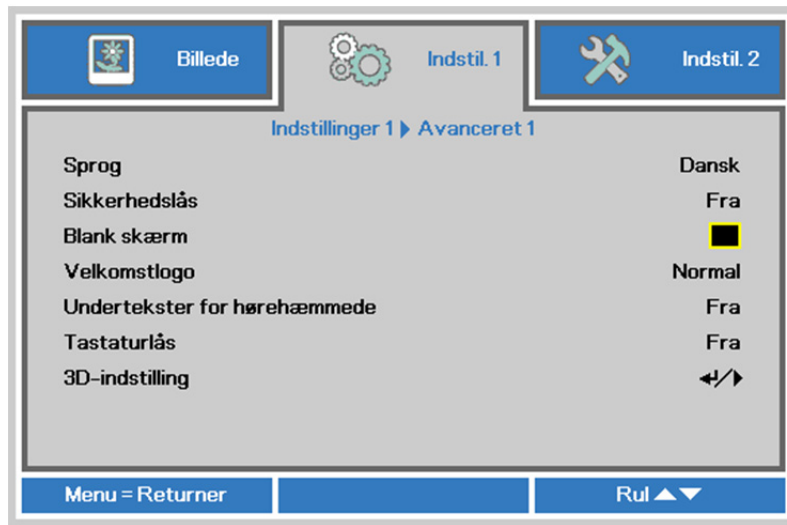 Billede
Indstil. 1
Indstil. 2
Indstillinger 1 ▶ Avanceret 1
Sprog Dansk
Sikkerhedslås Fra
Blank skærm
Velkomstlogo Normal
Undertekster for hørehæmmede Fra
Tastaturlås Fra
3D-indstilling ↵/▶
Menu = Returner
Rul ▲▼